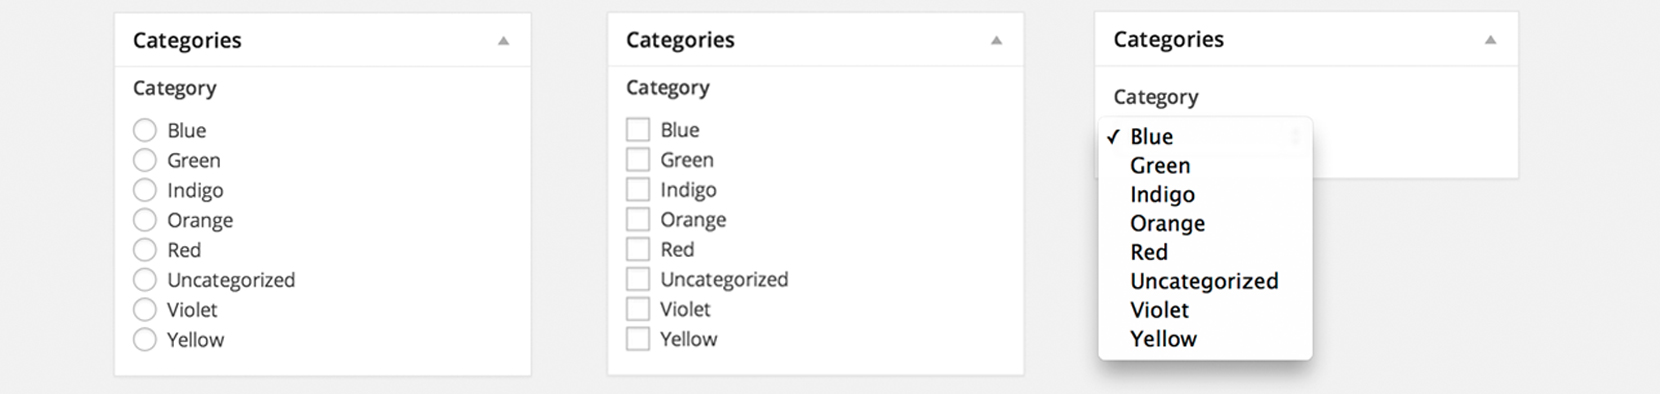 Categories
Category
Blue
Green
Indigo
Orange
Red
Uncategorized
Violet
Yellow
Categories
Category
Blue
Green
Indigo
Orange
Red
Uncategorized
Violet
Yellow
Categories
Category
✓ Blue
Green
Indigo
Orange
Red
Uncategorized
Violet
Yellow